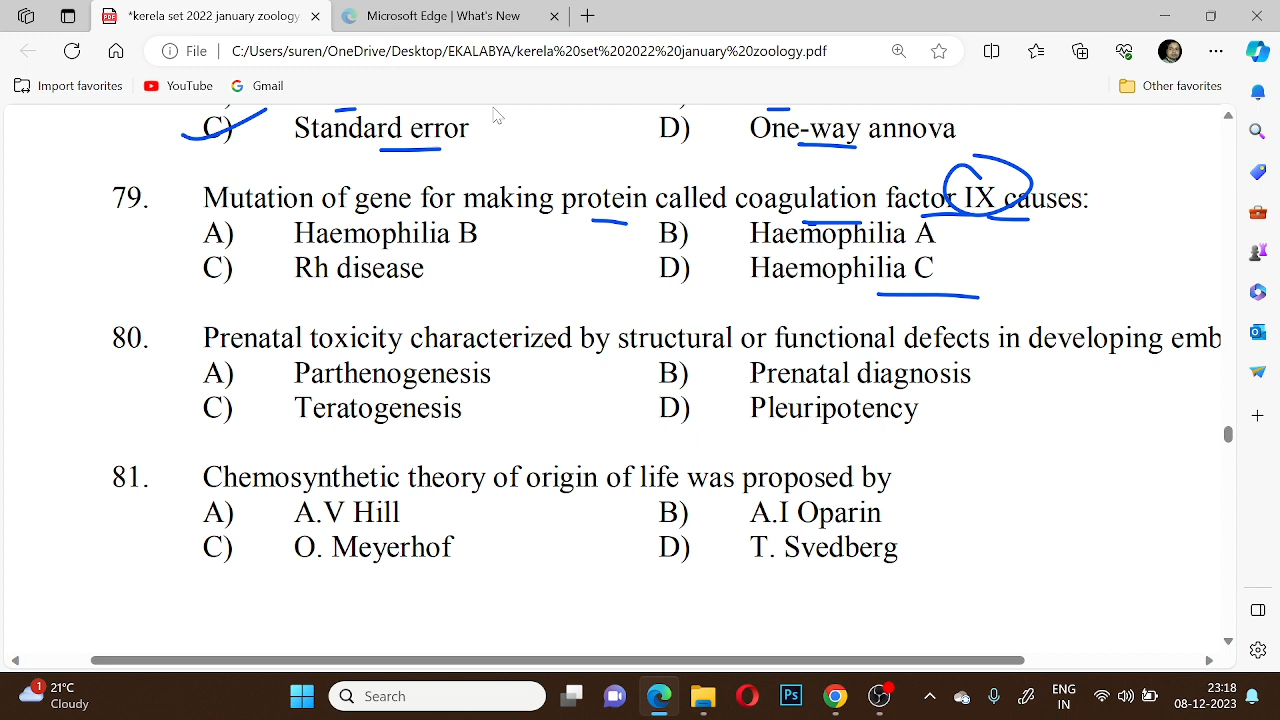 *kerela set 2022 january zoology
Microsoft Edge | What's New
File
C:/Users/suren/OneDrive/Desktop/EKALABYA/kerela%20set%202022%20january%20zoology.pdf
Import favorites
YouTube
Gmail
Other favorites
C) Standard error D) One-way annova
79. Mutation of gene for making protein called coagulation factor IX causes:
A) Haemophilia B B) Haemophilia A
C) Rh disease D) Haemophilia C
80. Prenatal toxicity characterized by structural or functional defects in developing emb
A) Parthenogenesis B) Prenatal diagnosis
C) Teratogenesis D) Pleuripotency
81. Chemosynthetic theory of origin of life was proposed by
A) A.V Hill B) A.I Oparin
C) O. Meyerhof D) T. Svedberg
1
21°C
Cloudy
Search
Ps
ENG
IN
23:18
08-12-2023